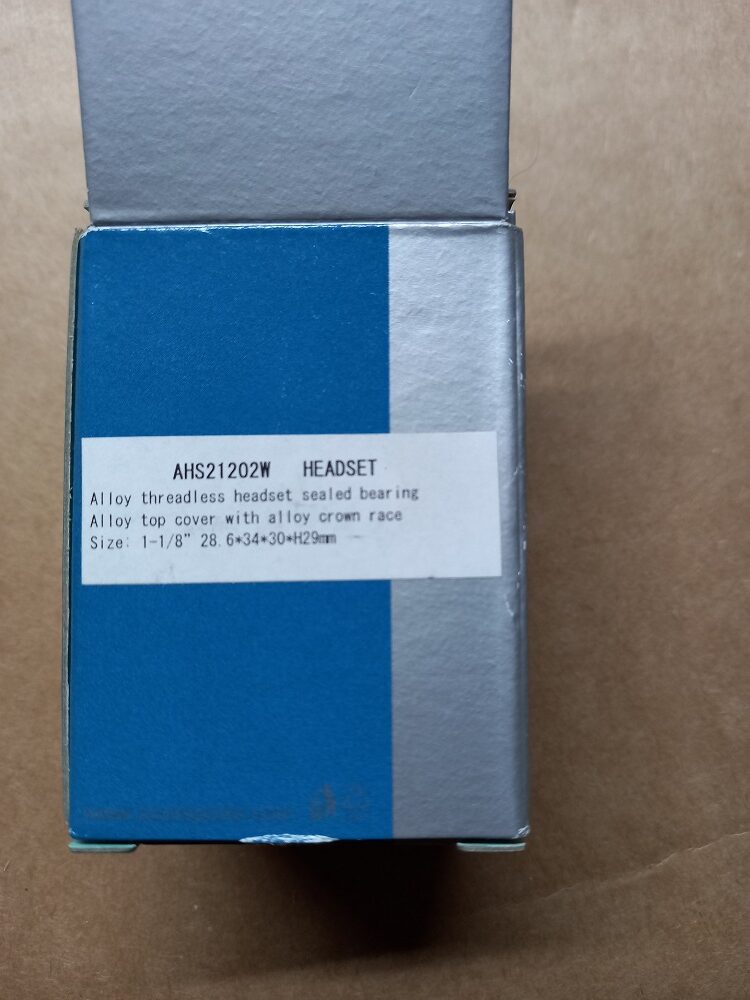 AHS21202W HEADSET
Alloy threadless headset sealed bearing
Alloy top cover with alloy crown race
Size: 1-1/8” 28.6*34*30*H29mm